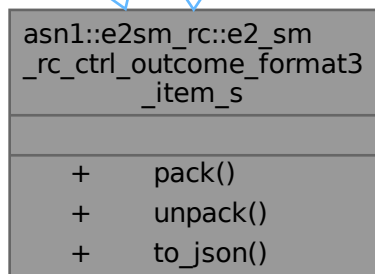 asn1::e2sm_rc::e2_sm
_rc_ctrl_outcome_format3
_item_s
+ pack()
+ unpack()
+ to_json()